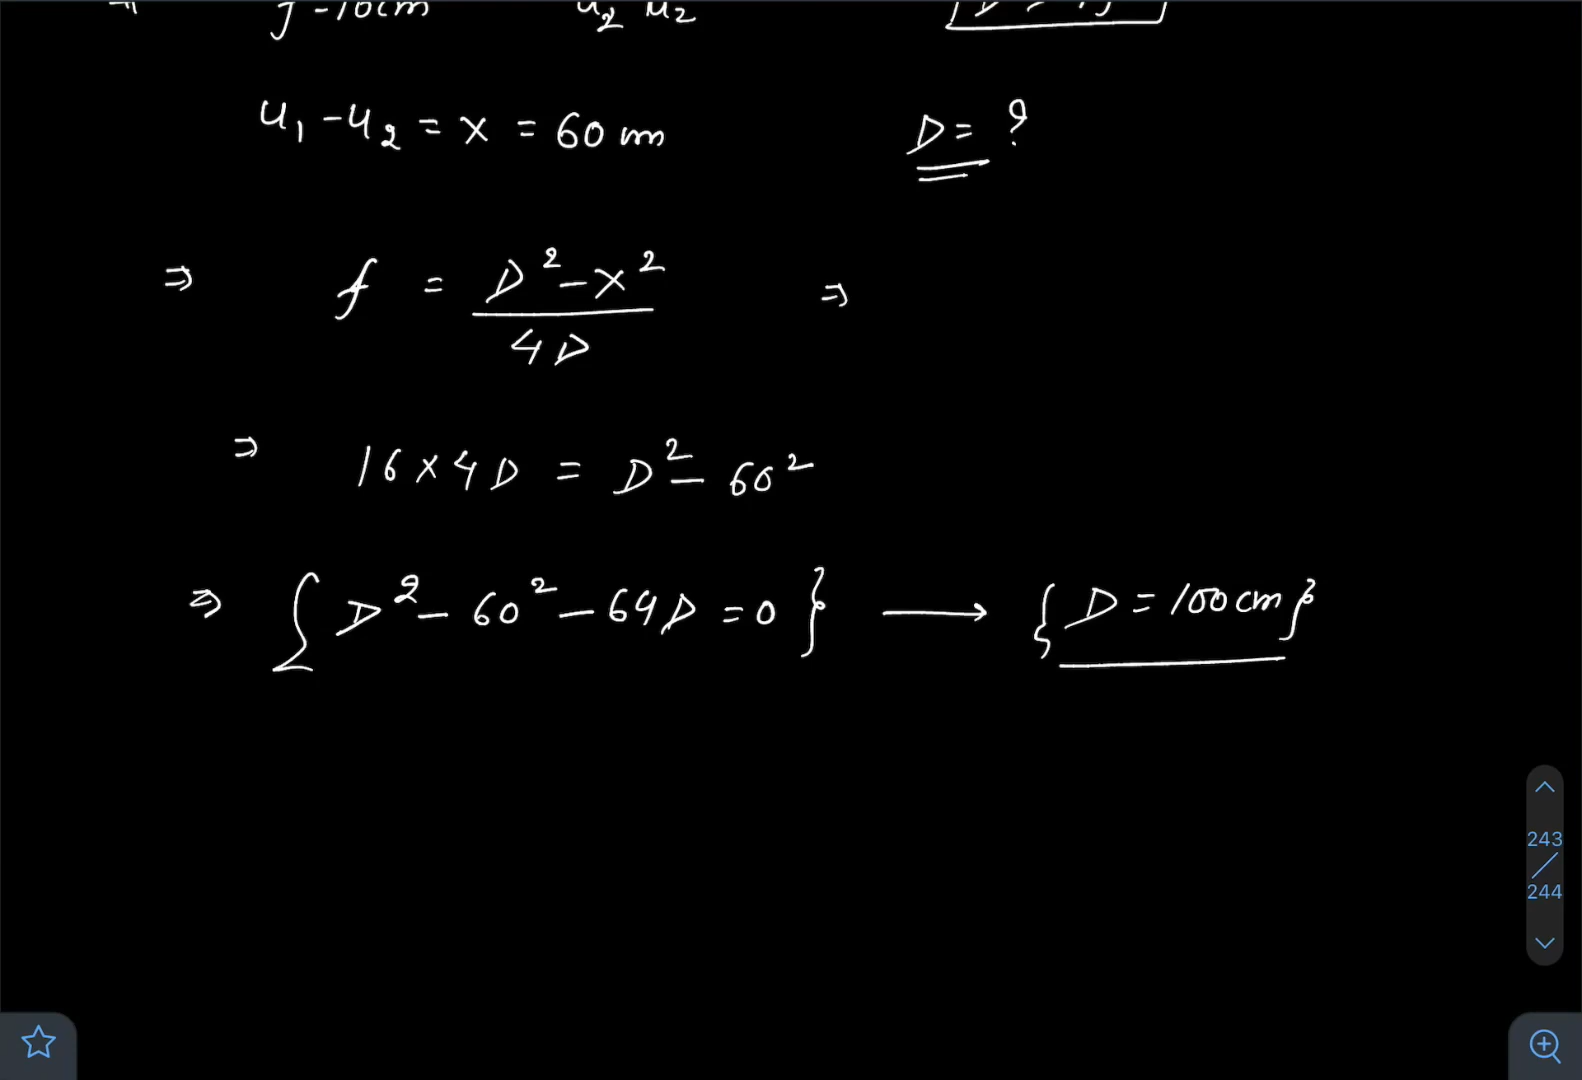 u₁ - u₂ = x = 60 cm
D = ?
⇒ f = (D² - x²) / 4D ⇒
⇒ 16 × 4D = D² - 60²
⇒ { D² - 60² - 64D = 0 } → { D = 100 cm }
243
244